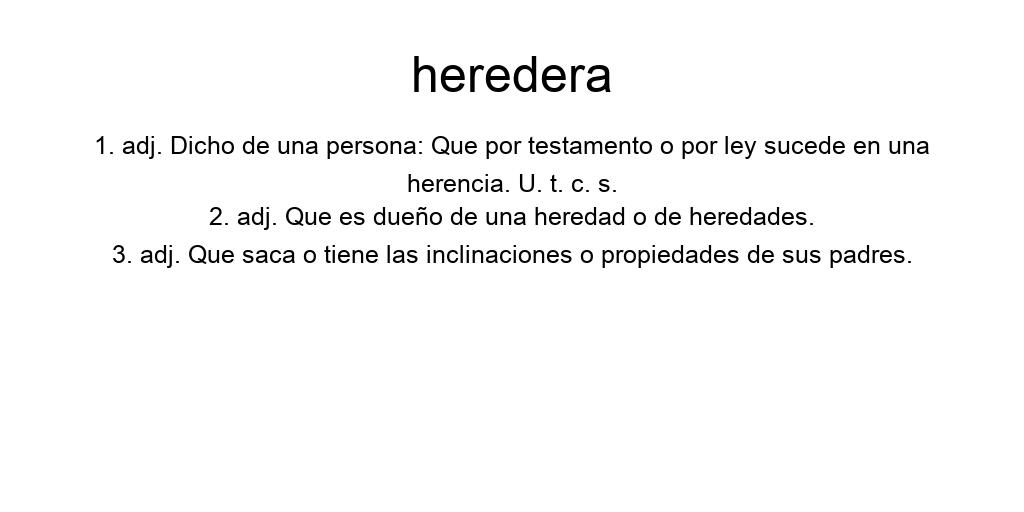 heredera
1. adj. Dicho de una persona: Que por testamento o por ley sucede en una
herencia. U. t. c. s.
2. adj. Que es dueño de una heredad o de heredades.
3. adj. Que saca o tiene las inclinaciones o propiedades de sus padres.